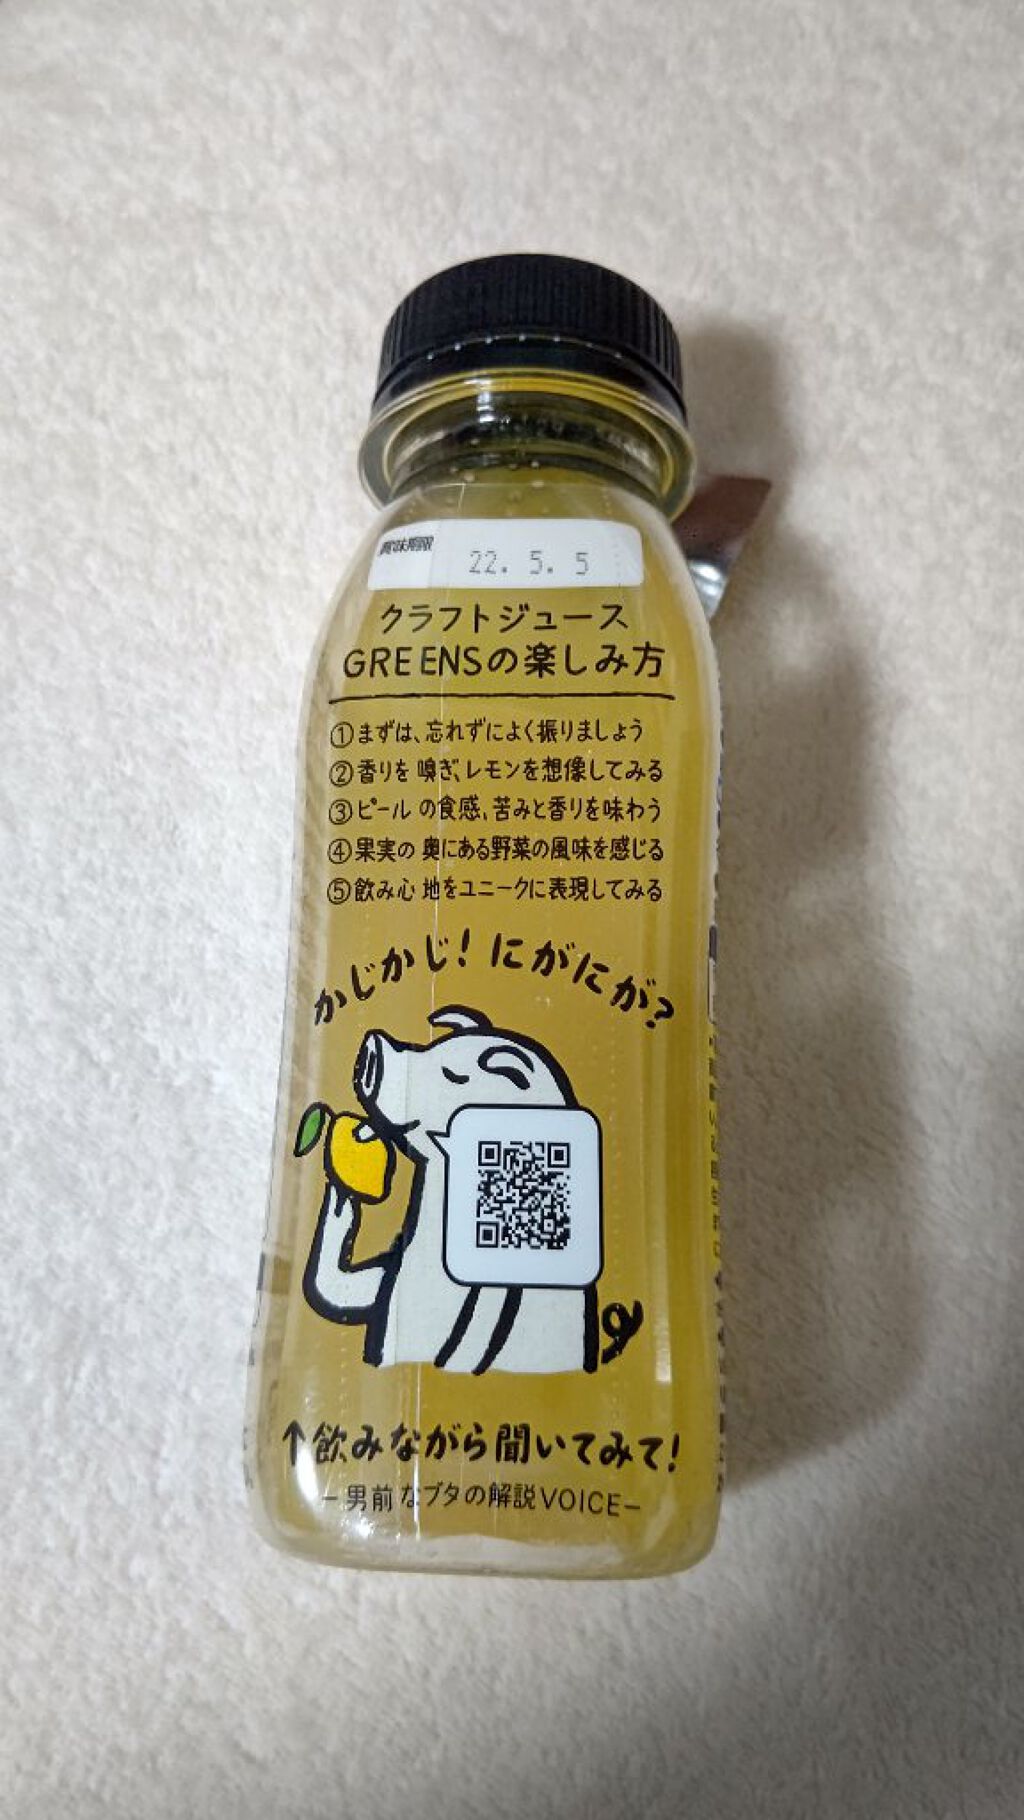 賞味期限
22. 5. 5
クラフトジュース
GREENSの楽しみ方
①まずは、忘れずによく振りましょう
②香りを嗅ぎ、レモンを想像してみる
③ピールの食感、苦みと香りを味わう
④果実の奥にある野菜の風味を感じる
⑤飲み心地をユニークに表現してみる
かじかじ！にがにが？
↑飲みながら聞いてみて！
−男前なブタの解説VOICE−